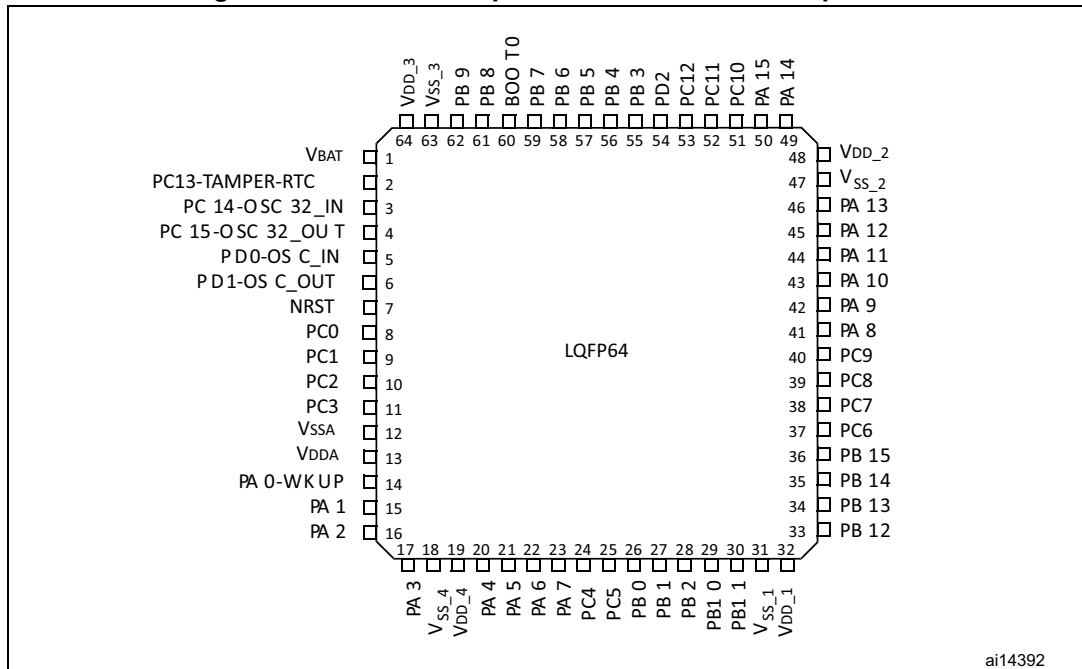 VDD_3
VSS_3
PB 9
PB 8
BOO T0
PB 7
PB 6
PB 5
PB 4
PB 3
PD2
PC12
PC11
PC10
PA 15
PA 14
64 63 62 61 60 59 58 57 56 55 54 53 52 51 50 49
VBAT 1
PC13-TAMPER-RTC 2
PC 14-OSC 32_IN 3
PC 15-O SC 32_OU T 4
P D0-OS C_IN 5
P D1-OS C_OUT 6
NRST 7
PC0 8
PC1 9
PC2 10
PC3 11
VSSA 12
VDDA 13
PA 0-WK UP 14
PA 1 15
PA 2 16
LQFP64
48 VDD_2
47 VSS_2
46 PA 13
45 PA 12
44 PA 11
43 PA 10
42 PA 9
41 PA 8
40 PC9
39 PC8
38 PC7
37 PC6
36 PB 15
35 PB 14
34 PB 13
33 PB 12
17 18 19 20 21 22 23 24 25 26 27 28 29 30 31 32
PA 3
VSS_4
VDD_4
PA 4
PA 5
PA 6
PA 7
PC4
PC5
PB 0
PB 1
PB 2
PB1 0
PB1 1
VSS_1
VDD_1
ai14392